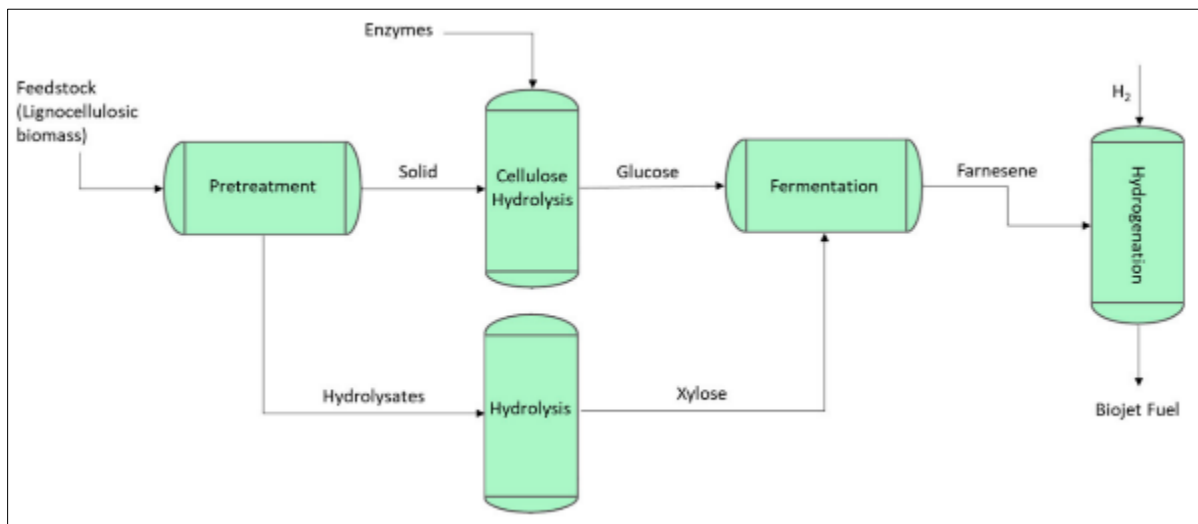 Enzymes
Feedstock
(Lignocellulosic
biomass)
H₂
Pretreatment
Solid
Cellulose
Hydrolysis
Glucose
Fermentation
Farnesene
Hydrogenation
Hydrolysates
Hydrolysis
Xylose
Biojet Fuel